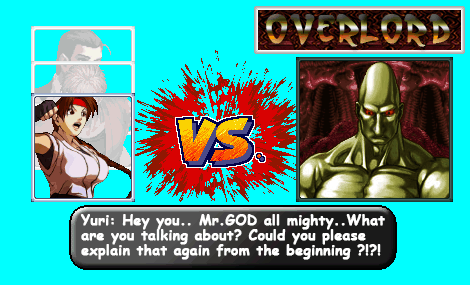 OVERLORD
VS.
Yuri: Hey you.. Mr.GOD all mighty..What
are you talking about? Could you please
explain that again from the beginning ?!?!